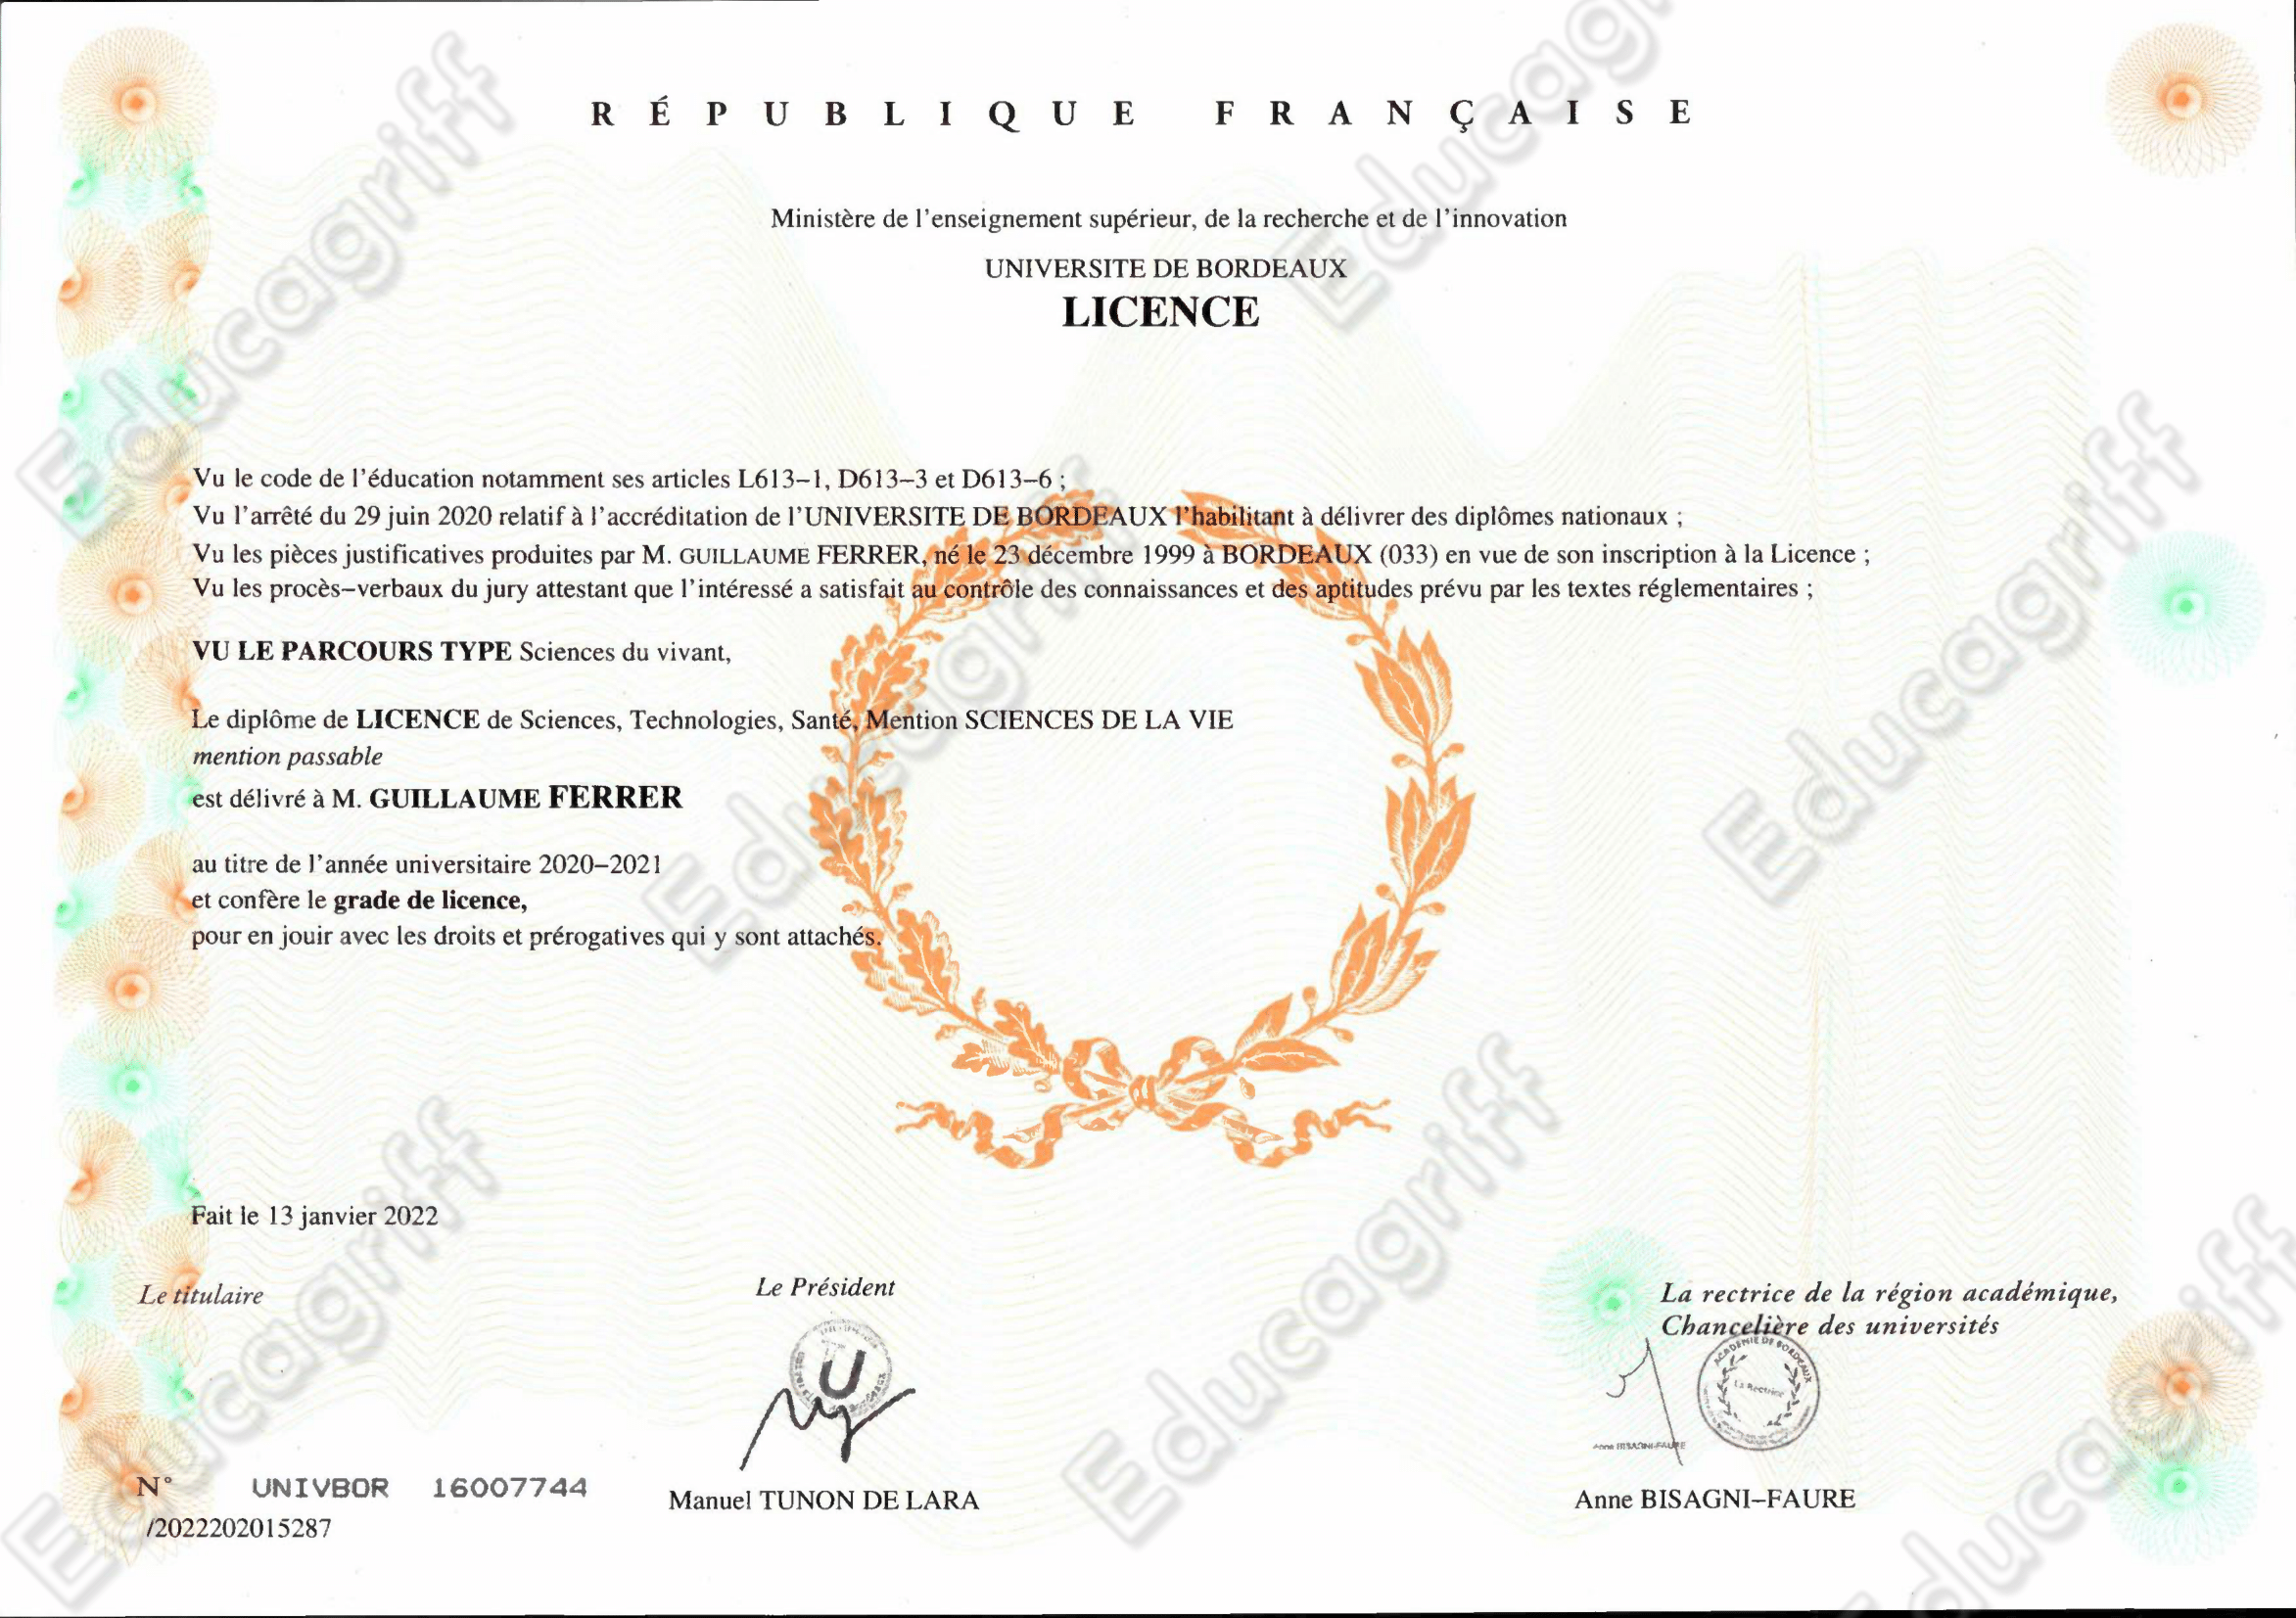 RÉPUBLIQUE FRANÇAISE
Ministère de l'enseignement supérieur, de la recherche et de l'innovation
UNIVERSITE DE BORDEAUX
LICENCE
Vu le code de l'éducation notamment ses articles L613-1, D613-3 et D613-6 ;
Vu l'arrêté du 29 juin 2020 relatif à l'accréditation de l'UNIVERSITE DE BORDEAUX l'habilitant à délivrer des diplômes nationaux ;
Vu les pièces justificatives produites par M. GUILLAUME FERRER, né le 23 décembre 1999 à BORDEAUX (033) en vue de son inscription à la Licence ;
Vu les procès-verbaux du jury attestant que l'intéressé a satisfait au contrôle des connaissances et des aptitudes prévu par les textes réglementaires ;
VU LE PARCOURS TYPE Sciences du vivant,
Le diplôme de LICENCE de Sciences, Technologies, Santé, Mention SCIENCES DE LA VIE
mention passable
est délivré à M. GUILLAUME FERRER
au titre de l'année universitaire 2020-2021
et confère le grade de licence,
pour en jouir avec les droits et prérogatives qui y sont attachés.
Fait le 13 janvier 2022
Le titulaire
Le Président
La rectrice de la région académique,
Chancelière des universités
ACADEMIE DE BORDEAUX
La Rectrice
U
Anne BISAGNI-FAURE
N° UNIVBOR 16007744
/2022202015287
Manuel TUNON DE LARA
Anne BISAGNI-FAURE
Educagriff
Educagriff
Educagriff
Educagriff
Educagriff
Educagriff
Educagriff